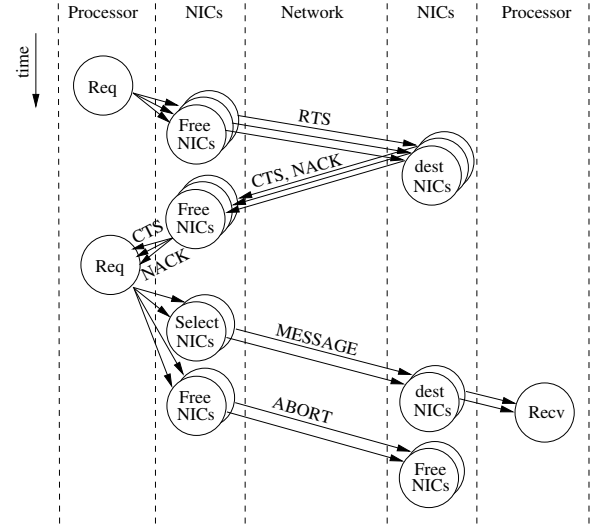 Processor NICs Network NICs Processor
time
Req
Free
NICs
RTS
dest
NICs
CTS, NACK
Free
NICs
CTS
NACK
Req
Select
NICs
MESSAGE
dest
NICs
Recv
Free
NICs
ABORT
Free
NICs